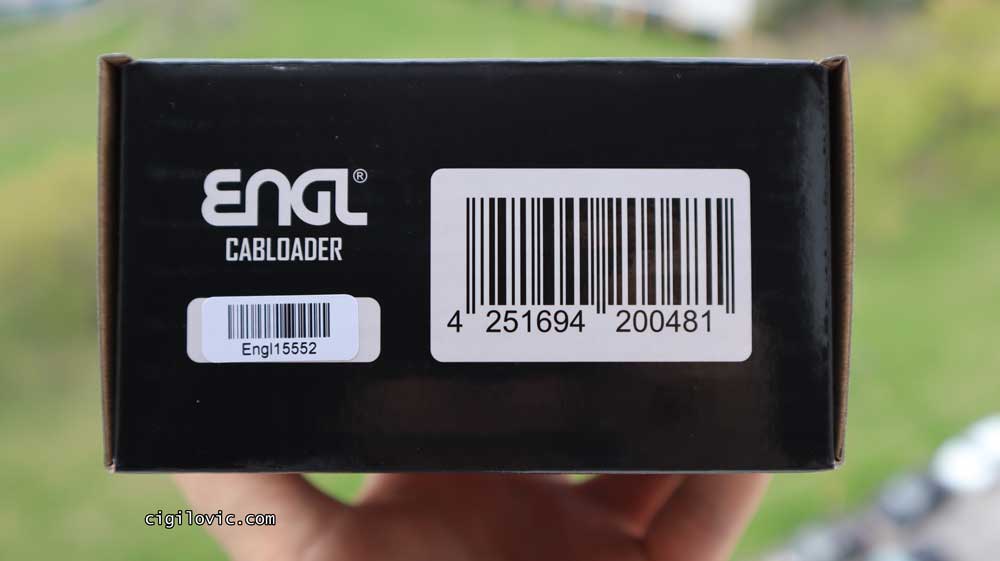 ENGL®
CABLOADER
Engl15552
4 251694 200481
cigilovic.com